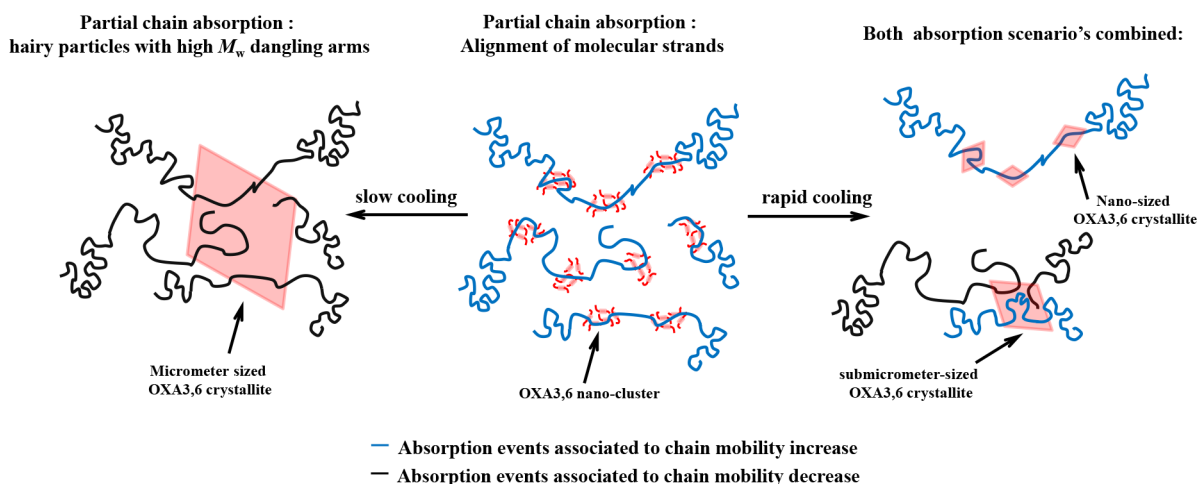 Partial chain absorption :
hairy particles with high Mw dangling arms
Partial chain absorption :
Alignment of molecular strands
Both absorption scenario's combined:
slow cooling
rapid cooling
Nano-sized
OXA3,6 crystallite
Micrometer sized
OXA3,6 crystallite
OXA3,6 nano-cluster
submicrometer-sized
OXA3,6 crystallite
Absorption events associated to chain mobility increase
Absorption events associated to chain mobility decrease